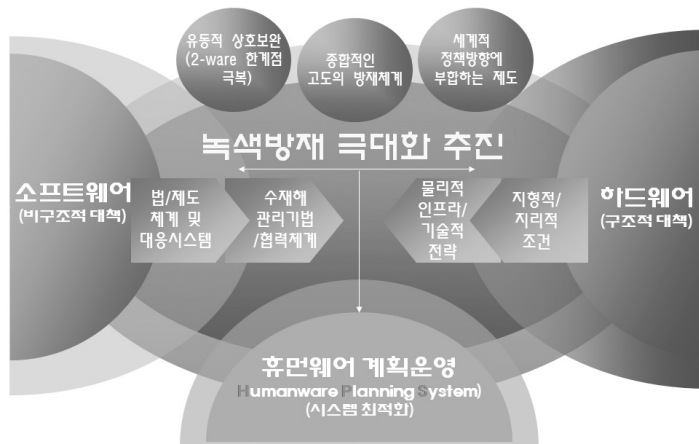 유동적 상호보완
(2-ware 한계점
극복)
종합적인
고도의 방재체계
세계적
정책방향에
부합하는 제도
녹색방재 극대화 추진
소프트웨어
(비구조적 대책)
법/제도
체계 및
대응시스템
수재해
관리기법
/협력체계
물리적
인프라/
기술적
전략
지형적/
지리적
조건
하드웨어
(구조적 대책)
휴먼웨어 계획운영
Humanware Planning System)
(시스템 최적화)